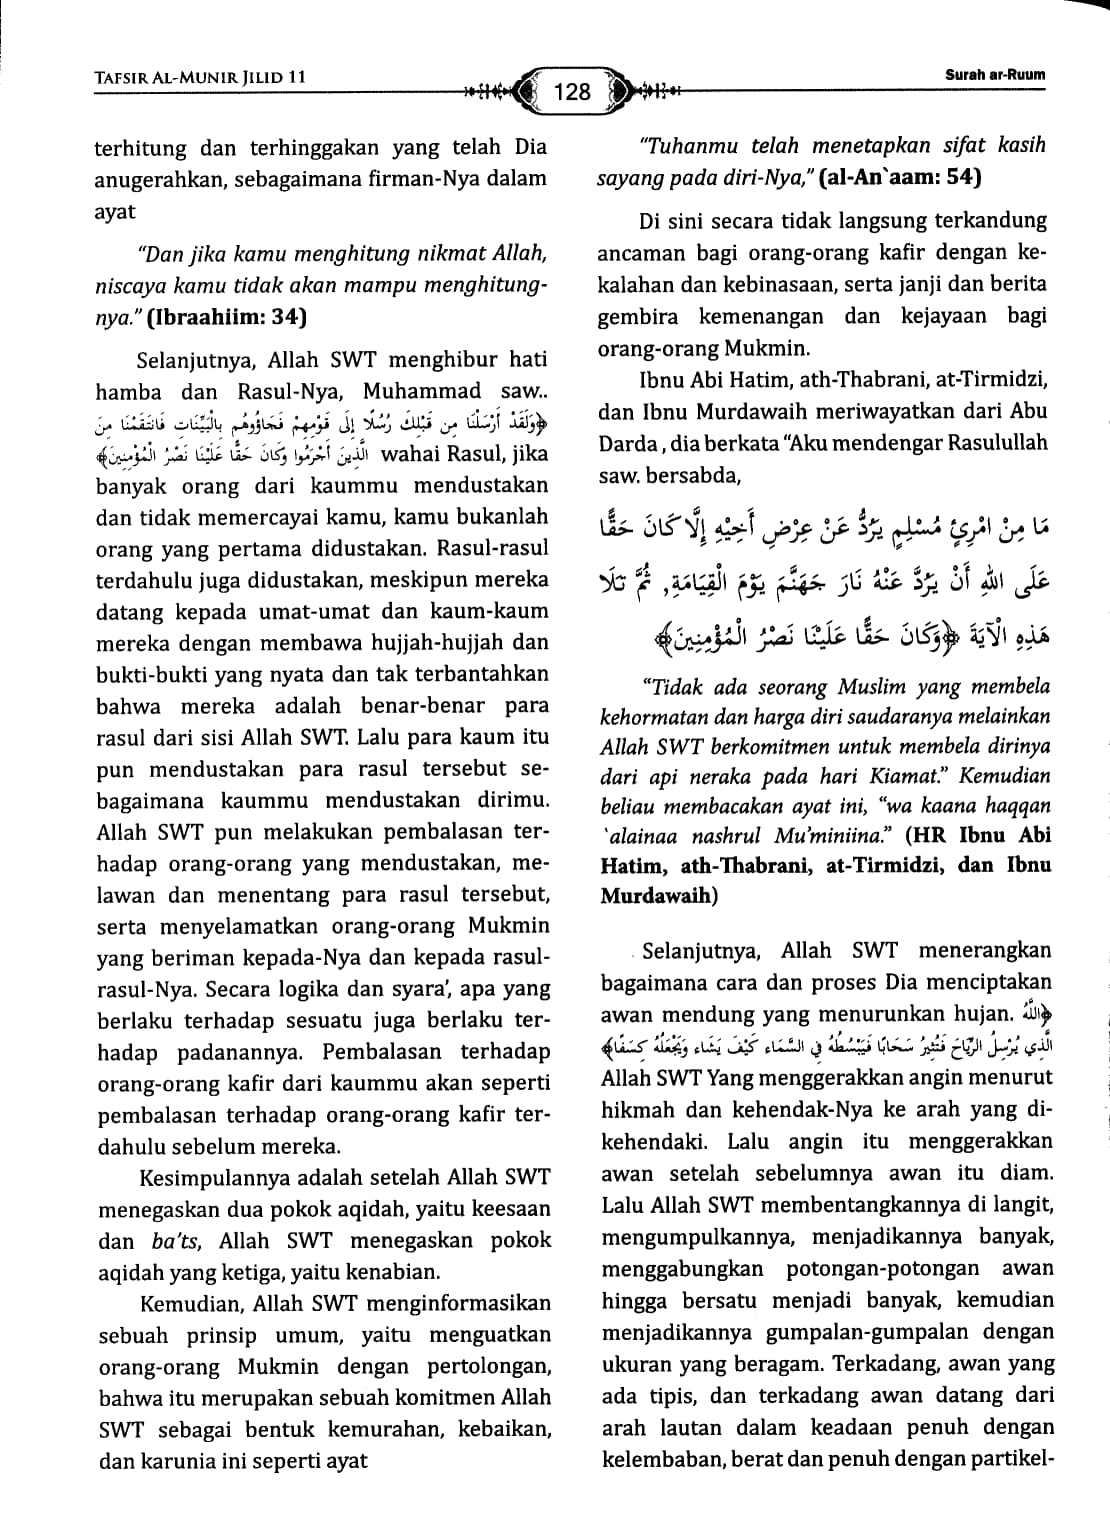 TAFSIR AL-MUNIR JILID 11
128
Surah ar-Ruum
terhitung dan terhinggakan yang telah Dia
anugerahkan, sebagaimana firman-Nya dalam
ayat
“Dan jika kamu menghitung nikmat Allah,
niscaya kamu tidak akan mampu menghitung-
nya.” (Ibraahiim: 34)
Selanjutnya, Allah SWT menghibur hati
hamba dan Rasul-Nya, Muhammad saw..
﴿وَلَقَدْ أَرْسَلْنَا مِن قَبْلِكَ رُسُلًا إِلَى قَوْمِهِمْ فَجَاؤُوهُم بِالْبَيِّنَاتِ فَانتَقَمْنَا مِنَ
الَّذِينَ أَجْرَمُوا وَكَانَ حَقًّا عَلَيْنَا نَصْرُ الْمُؤْمِنِينَ﴾ wahai Rasul, jika
banyak orang dari kaummu mendustakan
dan tidak memercayai kamu, kamu bukanlah
orang yang pertama didustakan. Rasul-rasul
terdahulu juga didustakan, meskipun mereka
datang kepada umat-umat dan kaum-kaum
mereka dengan membawa hujjah-hujjah dan
bukti-bukti yang nyata dan tak terbantahkan
bahwa mereka adalah benar-benar para
rasul dari sisi Allah SWT. Lalu para kaum itu
pun mendustakan para rasul tersebut se-
bagaimana kaummu mendustakan dirimu.
Allah SWT pun melakukan pembalasan ter-
hadap orang-orang yang mendustakan, me-
lawan dan menentang para rasul tersebut,
serta menyelamatkan orang-orang Mukmin
yang beriman kepada-Nya dan kepada rasul-
rasul-Nya. Secara logika dan syara’, apa yang
berlaku terhadap sesuatu juga berlaku ter-
hadap padanannya. Pembalasan terhadap
orang-orang kafir dari kaummu akan seperti
pembalasan terhadap orang-orang kafir ter-
dahulu sebelum mereka.
Kesimpulannya adalah setelah Allah SWT
menegaskan dua pokok aqidah, yaitu keesaan
dan ba’ts, Allah SWT menegaskan pokok
aqidah yang ketiga, yaitu kenabian.
Kemudian, Allah SWT menginformasikan
sebuah prinsip umum, yaitu menguatkan
orang-orang Mukmin dengan pertolongan,
bahwa itu merupakan sebuah komitmen Allah
SWT sebagai bentuk kemurahan, kebaikan,
dan karunia ini seperti ayat
“Tuhanmu telah menetapkan sifat kasih
sayang pada diri-Nya,” (al-An`aam: 54)
Di sini secara tidak langsung terkandung
ancaman bagi orang-orang kafir dengan ke-
kalahan dan kebinasaan, serta janji dan berita
gembira kemenangan dan kejayaan bagi
orang-orang Mukmin.
Ibnu Abi Hatim, ath-Thabrani, at-Tirmidzi,
dan Ibnu Murdawaih meriwayatkan dari Abu
Darda , dia berkata “Aku mendengar Rasulullah
saw. bersabda,
مَا مِنْ امْرِئٍ مُسْلِمٍ يَرُدُّ عَنْ عِرْضِ أَخِيْهِ إِلَّا كَانَ حَقًّا
عَلَى اللهِ أَنْ يَرُدَّ عَنْهُ نَارَ جَهَنَّمَ يَوْمَ الْقِيَامَةِ, ثُمَّ تَلَا
هَذِهِ الْآيَةَ ﴿وَكَانَ حَقًّا عَلَيْنَا نَصْرُ الْمُؤْمِنِينَ﴾
“Tidak ada seorang Muslim yang membela
kehormatan dan harga diri saudaranya melainkan
Allah SWT berkomitmen untuk membela dirinya
dari api neraka pada hari Kiamat.” Kemudian
beliau membacakan ayat ini, “wa kaana haqqan
`alainaa nashrul Mu’miniina.” (HR Ibnu Abi
Hatim, ath-Thabrani, at-Tirmidzi, dan Ibnu
Murdawaih)
Selanjutnya, Allah SWT menerangkan
bagaimana cara dan proses Dia menciptakan
awan mendung yang menurunkan hujan. ﴿اللَّهُ
الَّذِي يُرْسِلُ الرِّيَاحَ فَتُثِيرُ سَحَابًا فَيَبْسُطُهُ فِي السَّمَاء كَيْفَ يَشَاء وَيَجْعَلُهُ كِسَفًا﴾
Allah SWT Yang menggerakkan angin menurut
hikmah dan kehendak-Nya ke arah yang di-
kehendaki. Lalu angin itu menggerakkan
awan setelah sebelumnya awan itu diam.
Lalu Allah SWT membentangkannya di langit,
mengumpulkannya, menjadikannya banyak,
menggabungkan potongan-potongan awan
hingga bersatu menjadi banyak, kemudian
menjadikannya gumpalan-gumpalan dengan
ukuran yang beragam. Terkadang, awan yang
ada tipis, dan terkadang awan datang dari
arah lautan dalam keadaan penuh dengan
kelembaban, berat dan penuh dengan partikel-